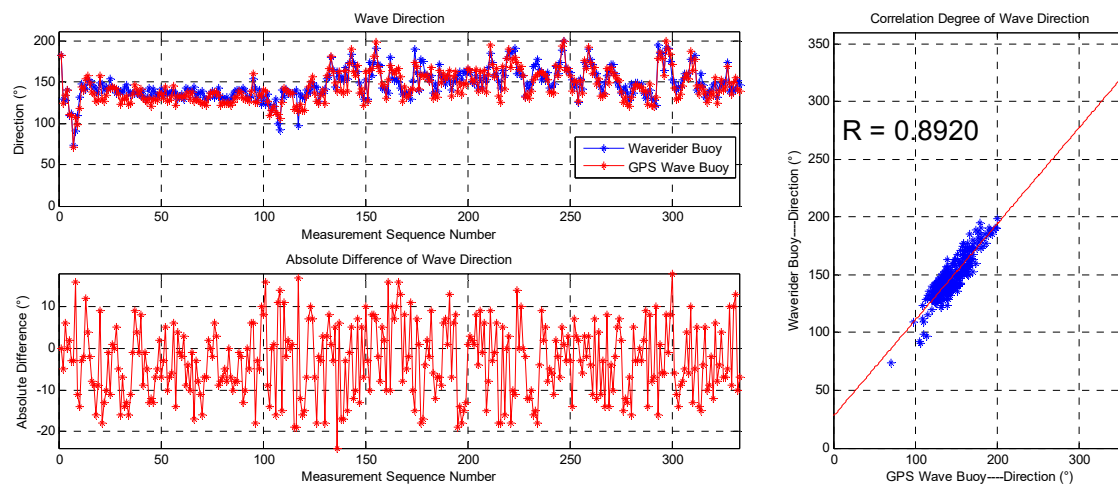 Wave Direction
200
150
100
50
0
Direction (°)
Waverider Buoy
GPS Wave Buoy
0 50 100 150 200 250 300
Measurement Sequence Number
Absolute Difference of Wave Direction
10
0
-10
-20
Absolute Difference (°)
0 50 100 150 200 250 300
Measurement Sequence Number
Correlation Degree of Wave Direction
350
300
250
200
150
100
50
0
Waverider Buoy----Direction (°)
R = 0.8920
0 100 200 300
GPS Wave Buoy----Direction (°)